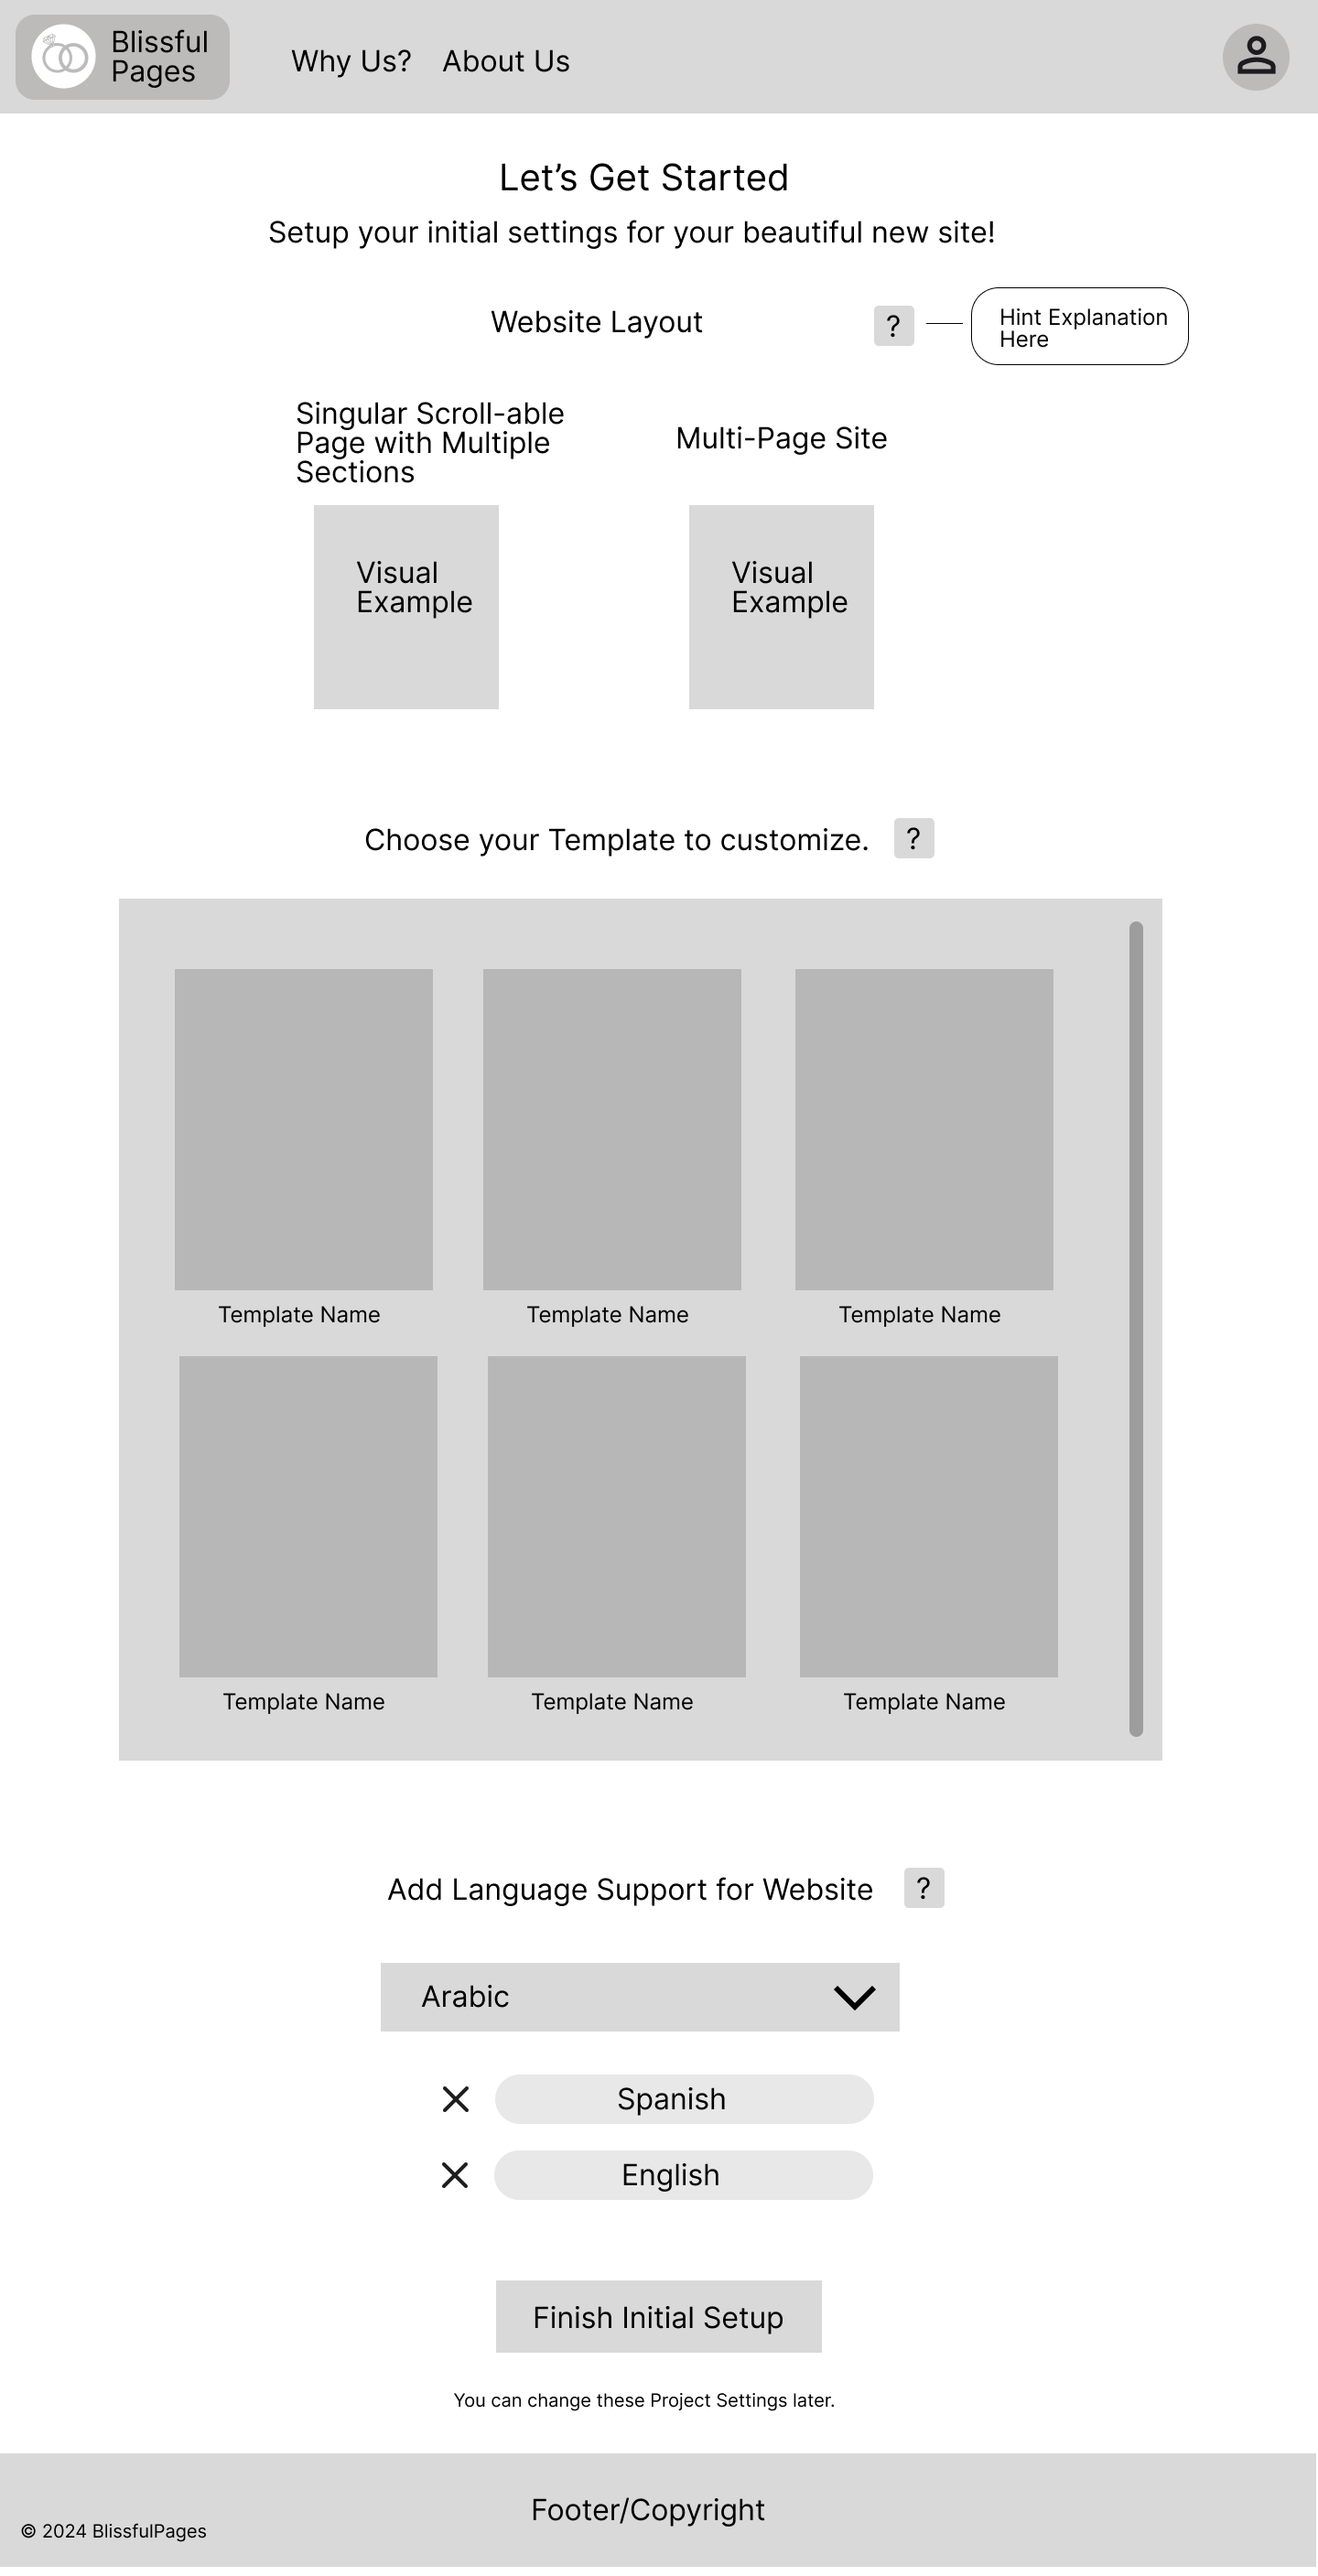 Blissful
Pages
Why Us?
About Us
Let’s Get Started
Setup your initial settings for your beautiful new site!
Website Layout
?
Hint Explanation
Here
Singular Scroll-able
Page with Multiple
Sections
Multi-Page Site
Visual
Example
Visual
Example
Choose your Template to customize.
?
Template Name
Template Name
Template Name
Template Name
Template Name
Template Name
Add Language Support for Website
?
Arabic
Spanish
English
Finish Initial Setup
You can change these Project Settings later.
Footer/Copyright
© 2024 BlissfulPages